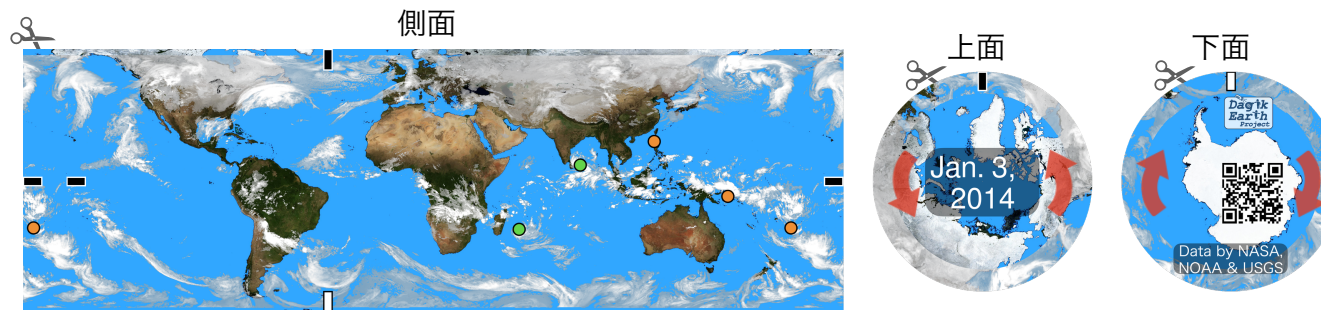 側面
上面
下面
Jan. 3,
2014
Dagik
Earth
Project
Data by NASA,
NOAA & USGS